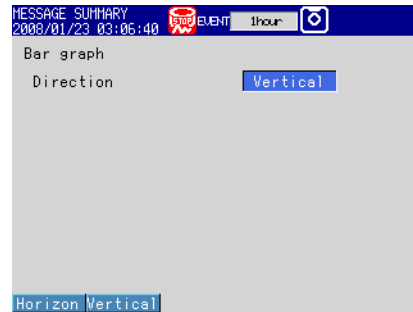 MESSAGE SUMMARY
2008/01/23 03:06:40 STOP EVENT 1hour
Bar graph
Direction Vertical
Horizon Vertical